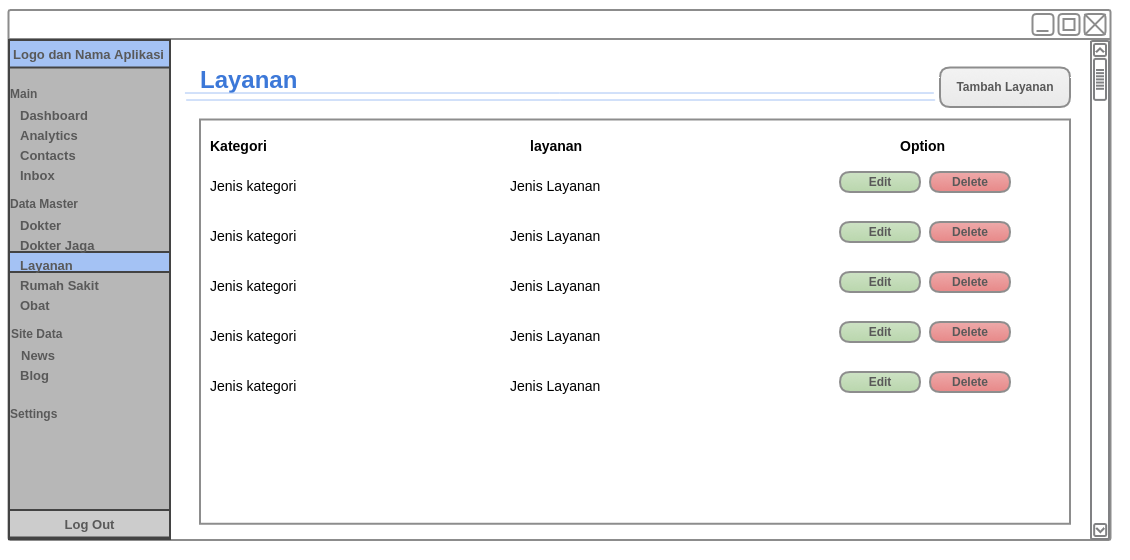 Logo dan Nama Aplikasi
Main
Dashboard
Analytics
Contacts
Inbox
Data Master
Dokter
Dokter Jaga
Layanan
Rumah Sakit
Obat
Site Data
News
Blog
Settings
Log Out
Layanan
Tambah Layanan
Kategori layanan Option
Jenis kategori Jenis Layanan Edit Delete
Jenis kategori Jenis Layanan Edit Delete
Jenis kategori Jenis Layanan Edit Delete
Jenis kategori Jenis Layanan Edit Delete
Jenis kategori Jenis Layanan Edit Delete